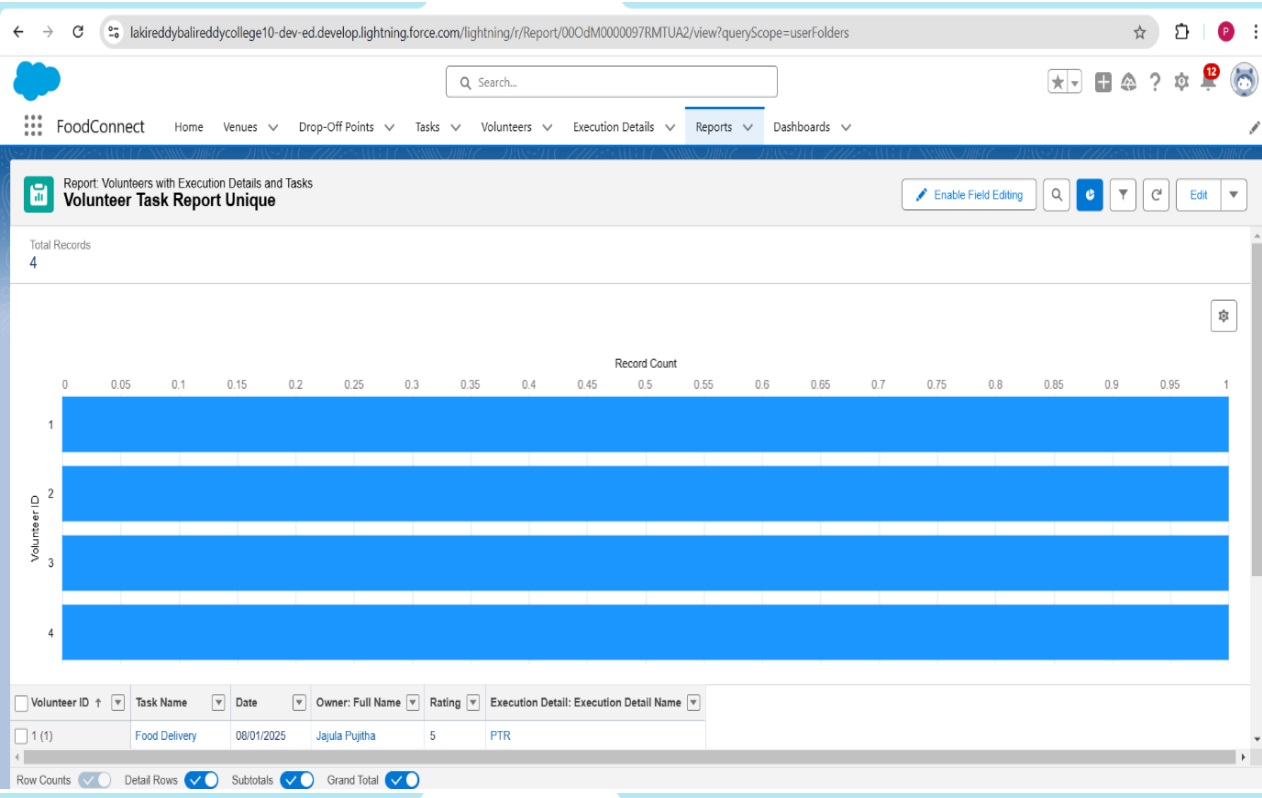 lakireddybalireddycollege10-dev-ed.develop.lightning.force.com/lightning/r/Report/00OdM0000097RMTUA2/view?queryScope=userFolders
P
Search...
12
FoodConnect Home Venues Drop-Off Points Tasks Volunteers Execution Details Reports Dashboards
Report: Volunteers with Execution Details and Tasks
Volunteer Task Report Unique
Enable Field Editing
Edit
Total Records
4
Record Count
0 0.05 0.1 0.15 0.2 0.25 0.3 0.35 0.4 0.45 0.5 0.55 0.6 0.65 0.7 0.75 0.8 0.85 0.9 0.95 1
Volunteer ID
1
2
3
4
Volunteer ID ↑ Task Name Date Owner: Full Name Rating Execution Detail: Execution Detail Name
1 (1) Food Delivery 08/01/2025 Jajula Pujitha 5 PTR
Row Counts Detail Rows Subtotals Grand Total